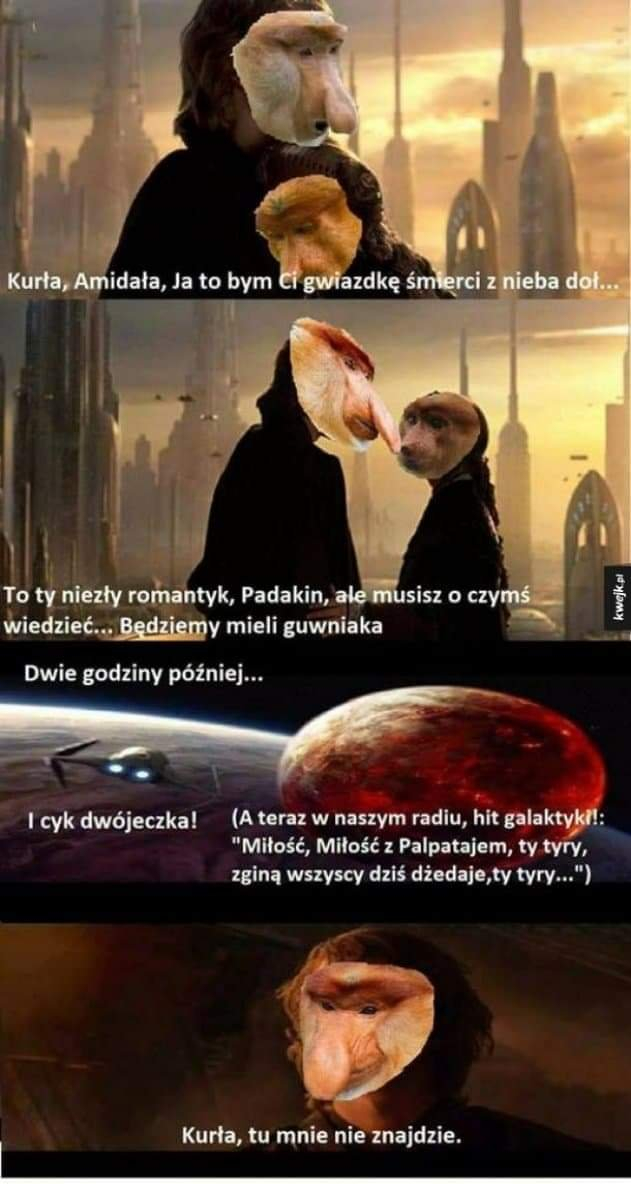 Kurła, Amidała, Ja to bym Ci gwiazdkę śmierci z nieba doł...
To ty niezły romantyk, Padakin, ale musisz o czymś
wiedzieć... Będziemy mieli guwniaka
kwejk.pl
Dwie godziny później...
I cyk dwójeczka!
(A teraz w naszym radiu, hit galaktyki!:
"Miłość, Miłość z Palpatajem, ty tyry,
zginą wszyscy dziś dżedaje,ty tyry...")
Kurła, tu mnie nie znajdzie.